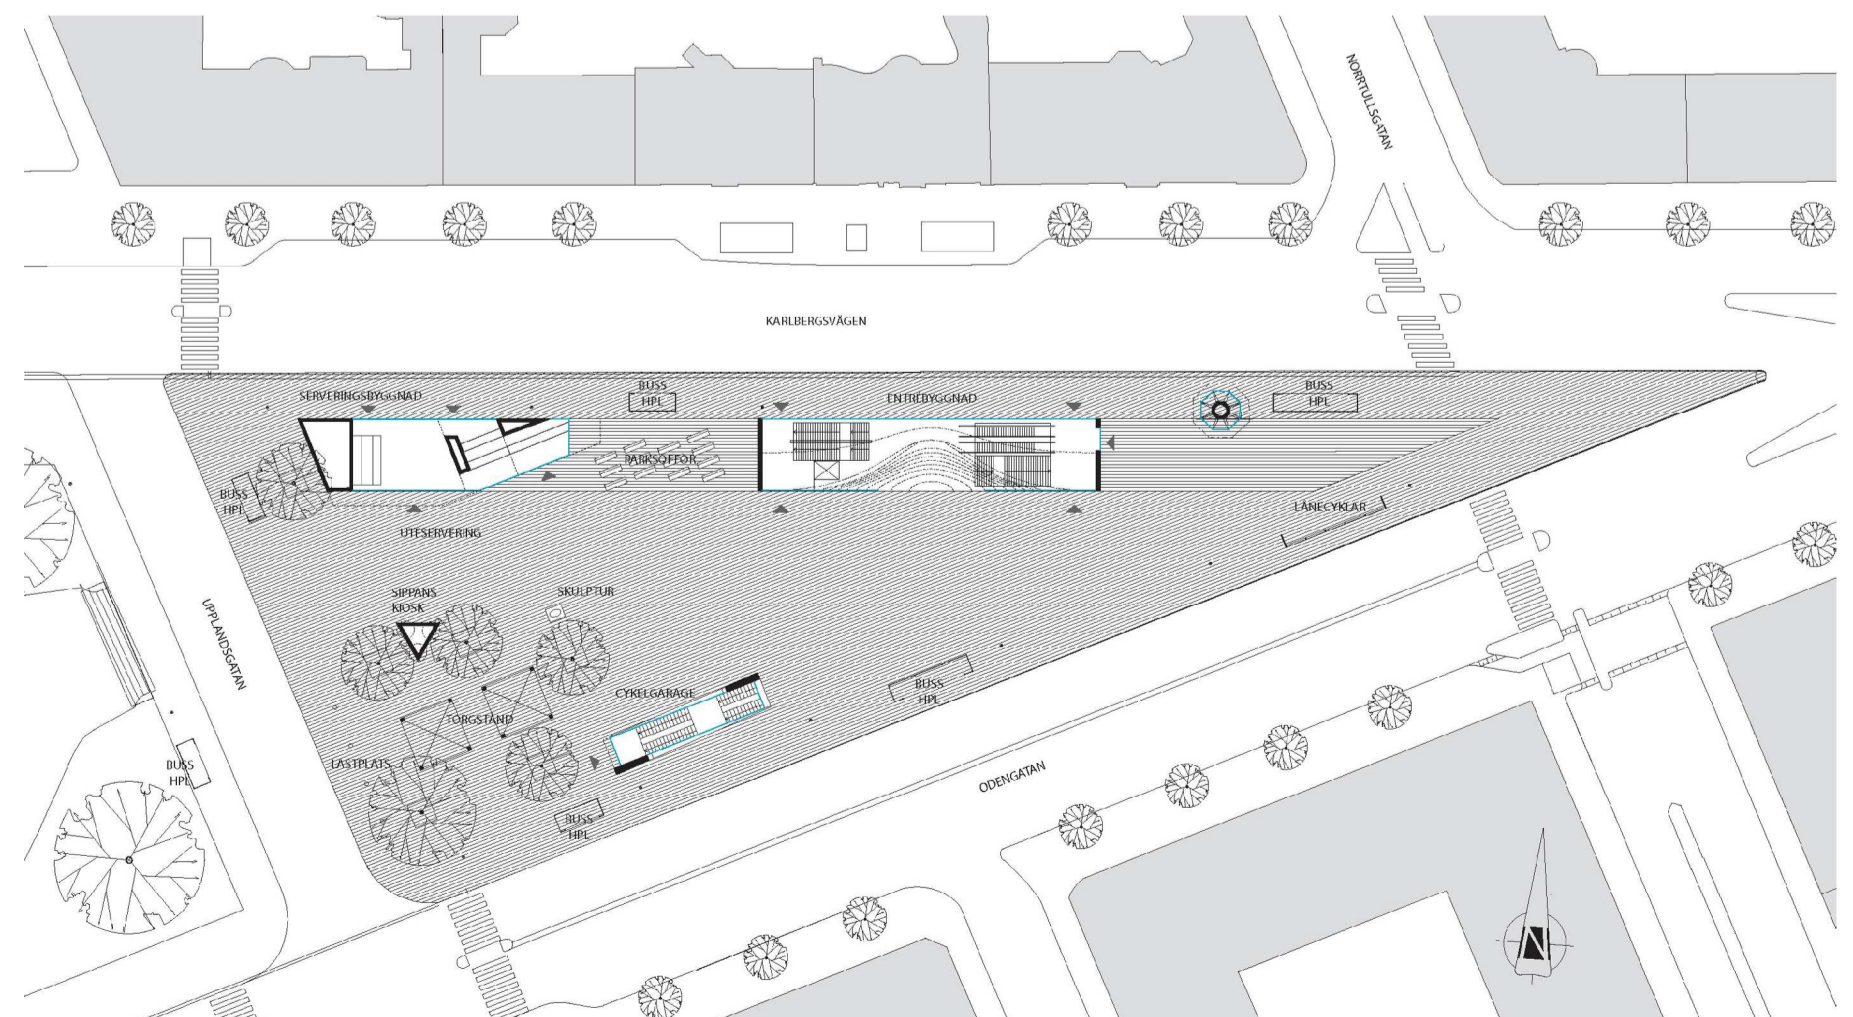 NORRTULLSGATAN
KARLBERGSVÄGEN
SERVERINGSBYGGNAD
BUSS
HPL
ENTRÉBYGGNAD
BUSS
HPL
PARKSOFFOR
BUSS
HPL
UTESERVERING
LÅNECYKLAR
SIPPANS
KIOSK
SKULPTUR
UPPLANDSGATAN
CYKELGARAGE
BUSS
HPL
TORGSTÅND
LASTPLATS
BUSS
HPL
ODENGATAN
BUSS
HPL
N